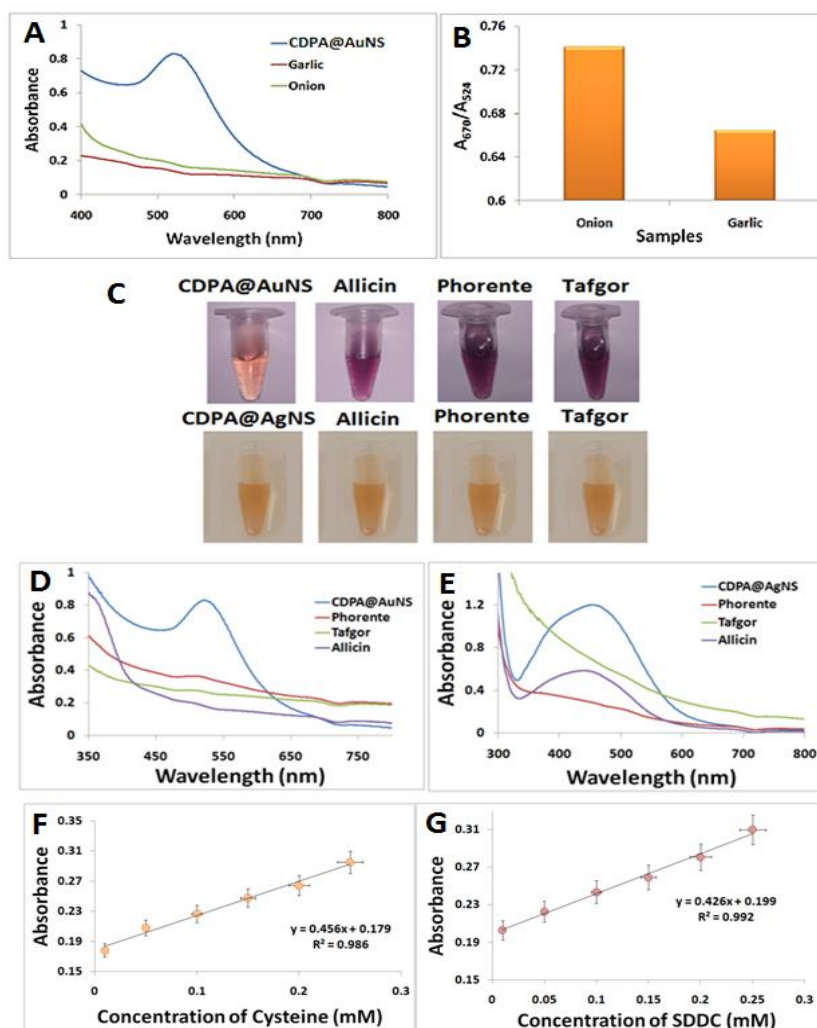 A
1
0.8
0.6
0.4
0.2
0
400 500 600 700 800
Absorbance
Wavelength (nm)
CDPA@AuNS
Garlic
Onion
B
0.76
0.72
0.68
0.64
0.6
A670/A524
Onion Garlic
Samples
C
CDPA@AuNS Allicin Phorente Tafgor
CDPA@AgNS Allicin Phorente Tafgor
D
1
0.8
0.6
0.4
0.2
0
350 450 550 650 750
Absorbance
Wavelength (nm)
CDPA@AuNS
Phorente
Tafgor
Allicin
E
1.2
0.8
0.4
0
300 400 500 600 700 800
Absorbance
Wavelength (nm)
CDPA@AgNS
Phorente
Tafgor
Allicin
F
0.35
0.31
0.27
0.23
0.19
0.15
0 0.1 0.2 0.3
Absorbance
y = 0.456x + 0.179
R² = 0.986
Concentration of Cysteine (mM)
G
0.31
0.27
0.23
0.19
0.15
0 0.05 0.1 0.15 0.2 0.25 0.3
Absorbance
y = 0.426x + 0.199
R² = 0.992
Concentration of SDDC (mM)